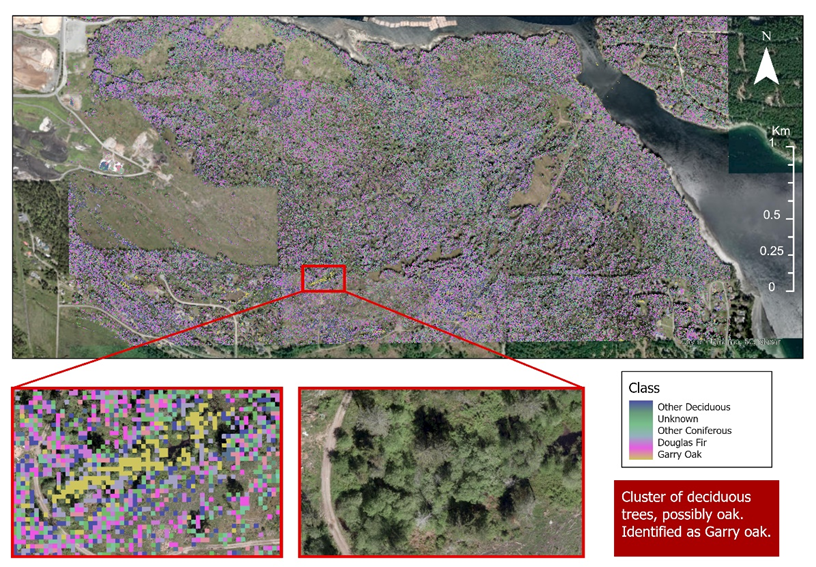 N
Km
1
0.5
0.25
0
Class
Other Deciduous
Unknown
Other Coniferous
Douglas Fir
Garry Oak
Cluster of deciduous
trees, possibly oak.
Identified as Garry oak.